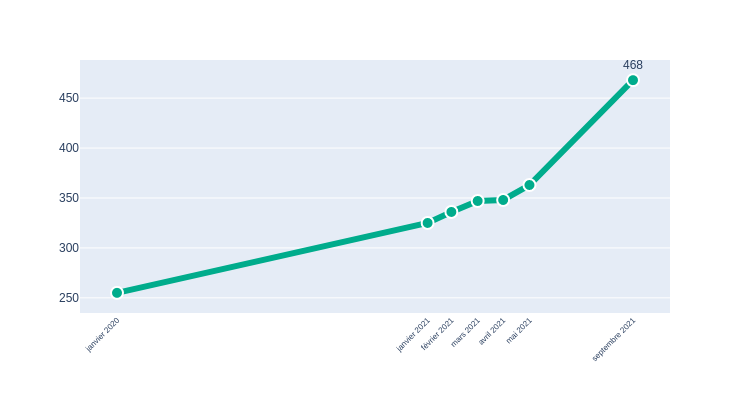 468
450
400
350
300
250
janvier 2020
janvier 2021
février 2021
mars 2021
avril 2021
mai 2021
septembre 2021